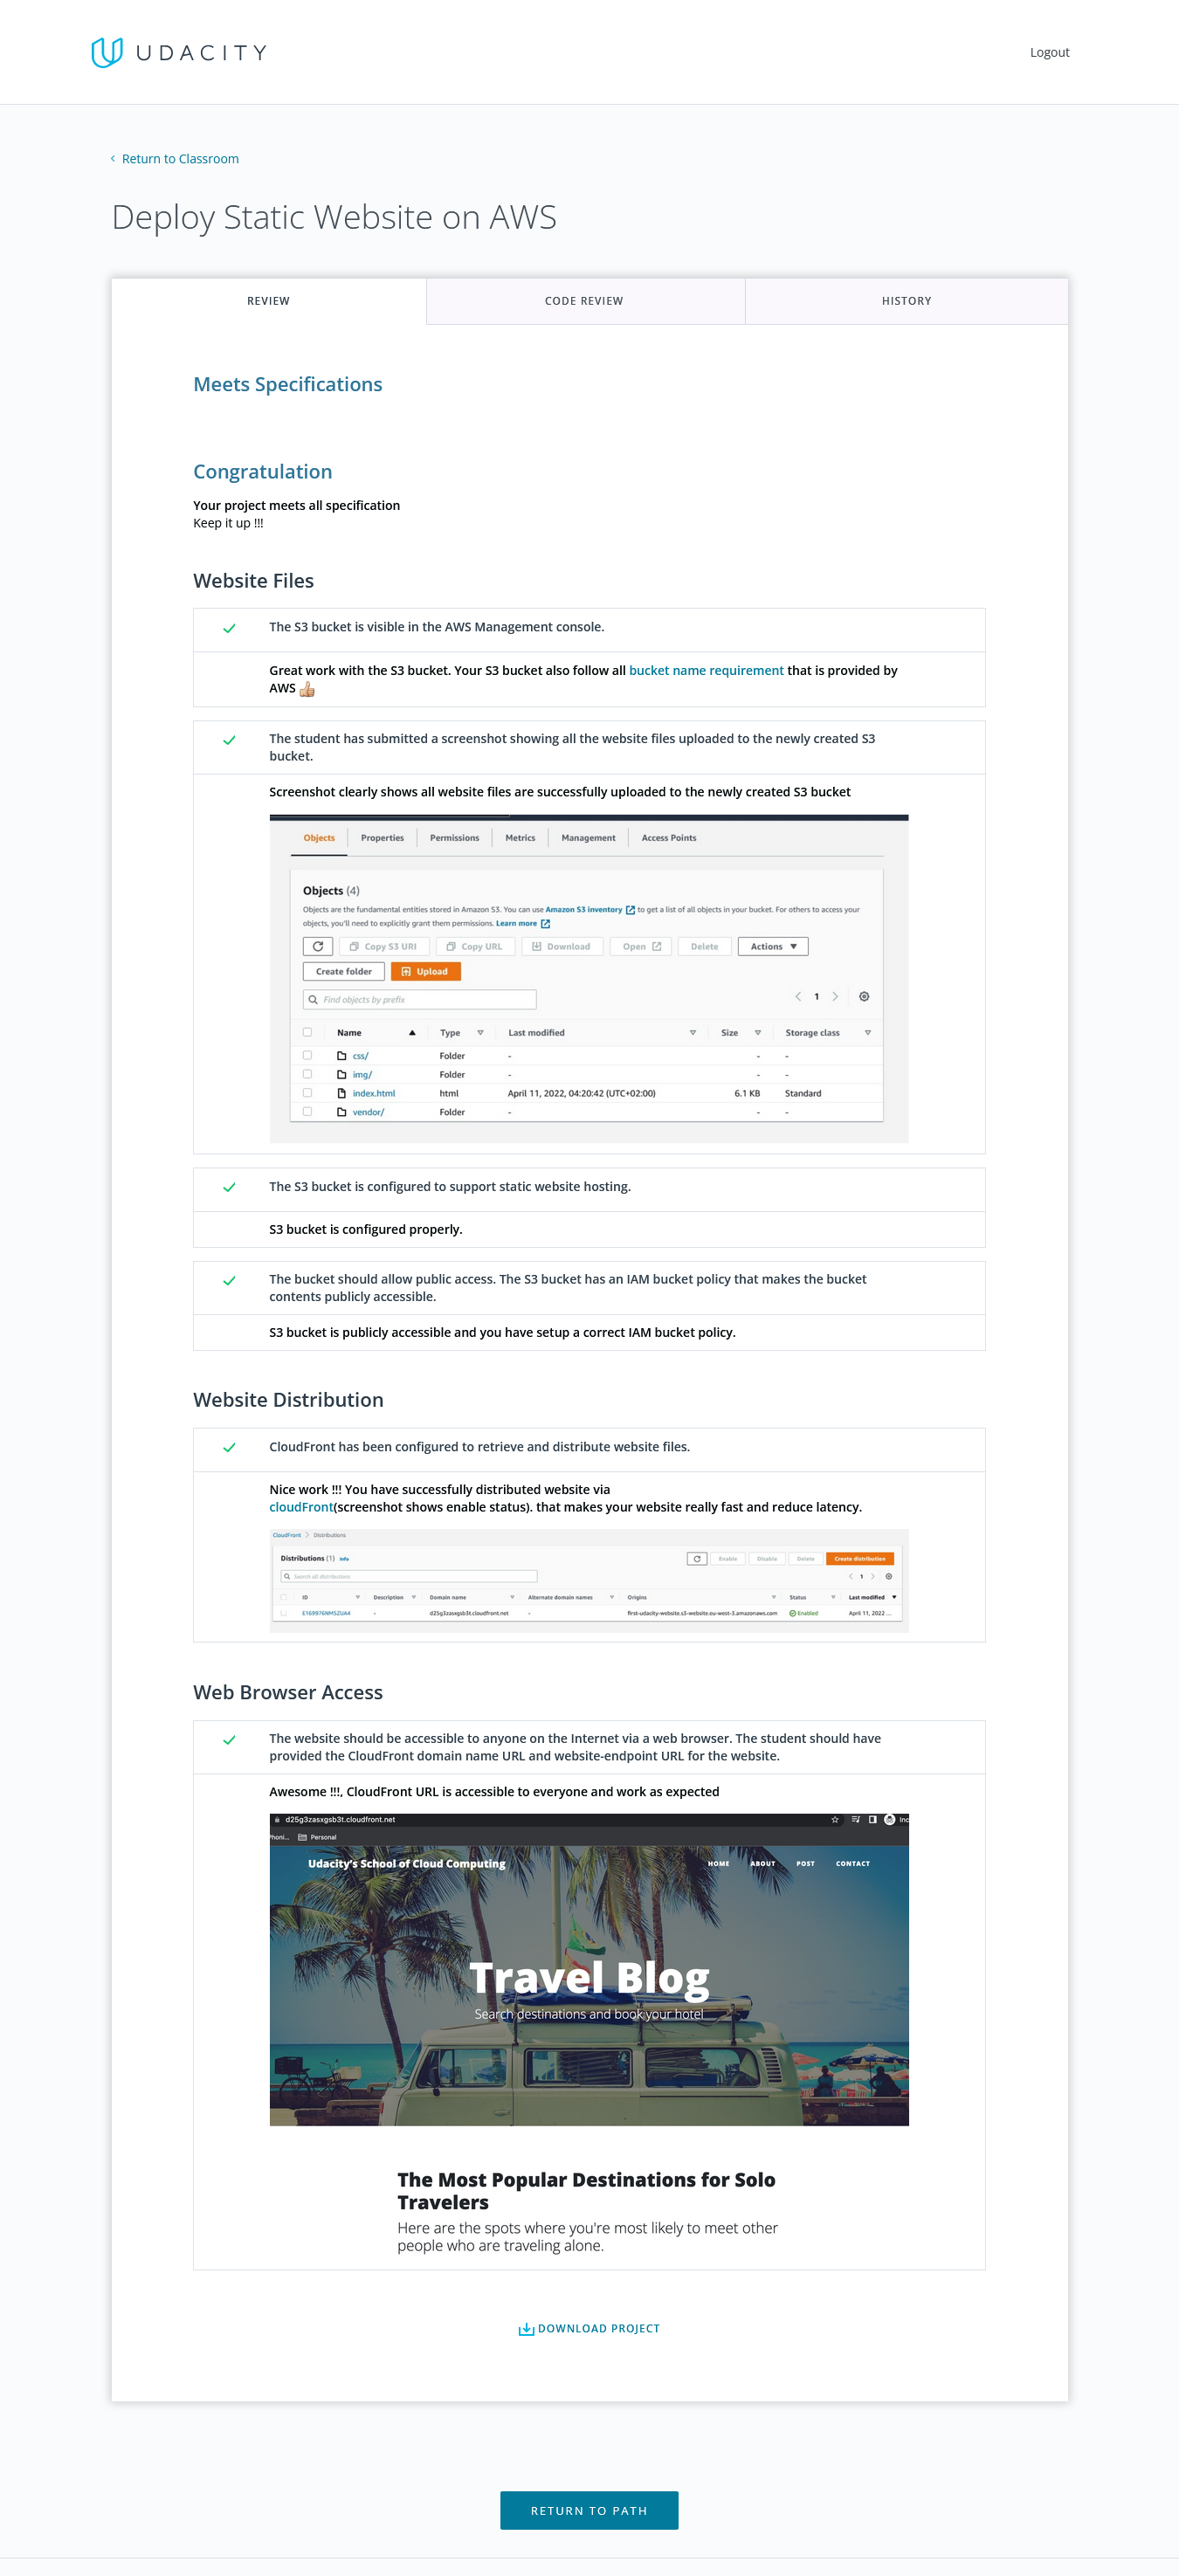 UDACITY
Logout
Return to Classroom
Deploy Static Website on AWS
REVIEW
CODE REVIEW
HISTORY
Meets Specifications
Congratulation
Your project meets all specification
Keep it up !!!
Website Files
The S3 bucket is visible in the AWS Management console.
Great work with the S3 bucket. Your S3 bucket also follow all bucket name requirement that is provided by
AWS
The student has submitted a screenshot showing all the website files uploaded to the newly created S3
bucket.
Screenshot clearly shows all website files are successfully uploaded to the newly created S3 bucket
Objects Properties Permissions Metrics Management Access Points
Objects (4)
Objects are the fundamental entities stored in Amazon S3. You can use Amazon S3 inventory to get a list of all objects in your bucket. For others to access your
objects, you'll need to explicitly grant them permissions. Learn more
Copy S3 URI Copy URL Download Open Delete Actions
Create folder Upload
Find objects by prefix 1
Name Type Last modified Size Storage class
css/ Folder - - -
img/ Folder - - -
index.html html April 11, 2022, 04:20:42 (UTC+02:00) 6.1 KB Standard
vendor/ Folder - - -
The S3 bucket is configured to support static website hosting.
S3 bucket is configured properly.
The bucket should allow public access. The S3 bucket has an IAM bucket policy that makes the bucket
contents publicly accessible.
S3 bucket is publicly accessible and you have setup a correct IAM bucket policy.
Website Distribution
CloudFront has been configured to retrieve and distribute website files.
Nice work !!! You have successfully distributed website via
cloudFront(screenshot shows enable status). that makes your website really fast and reduce latency.
CloudFront Distributions
Distributions (1) Info Enable Disable Delete Create distribution
Search all distributions 1
ID Description Domain name Alternate domain names Origins Status Last modified
- d25g3zasxgsb3t.cloudfront.net - first-udacity-website.s3-website.eu-west-3.amazonaws.com Enabled April 11, 2022 ...
Web Browser Access
The website should be accessible to anyone on the Internet via a web browser. The student should have
provided the CloudFront domain name URL and website-endpoint URL for the website.
Awesome !!!, CloudFront URL is accessible to everyone and work as expected
d25g3zasxgsb3t.cloudfront.net Inc
Phoni... Personal
Udacity's School of Cloud Computing HOME ABOUT POST CONTACT
Travel Blog
Search destinations and book your hotel
The Most Popular Destinations for Solo
Travelers
Here are the spots where you're most likely to meet other
people who are traveling alone.
DOWNLOAD PROJECT
RETURN TO PATH